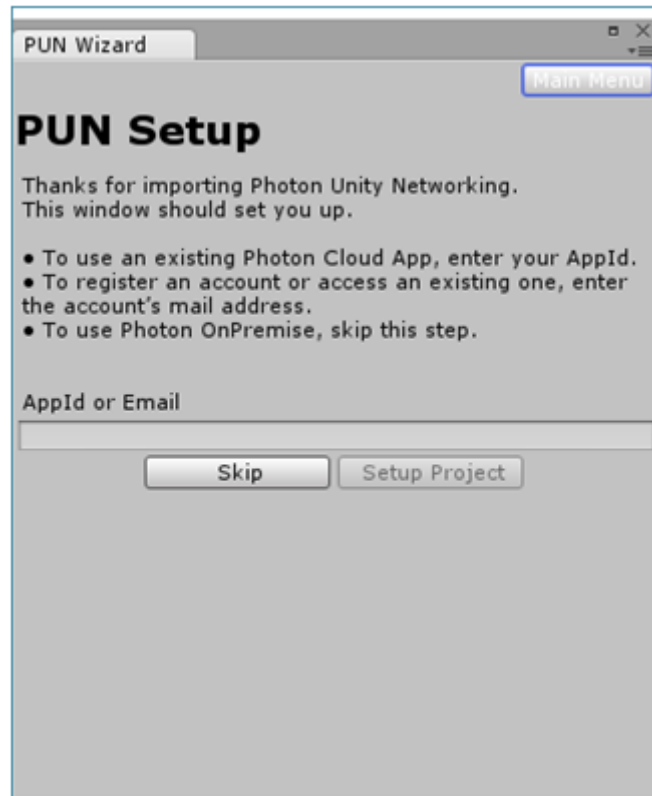 PUN Wizard
Main Menu
PUN Setup
Thanks for importing Photon Unity Networking.
This window should set you up.
● To use an existing Photon Cloud App, enter your AppId.
● To register an account or access an existing one, enter
the account's mail address.
● To use Photon OnPremise, skip this step.
AppId or Email
Skip Setup Project